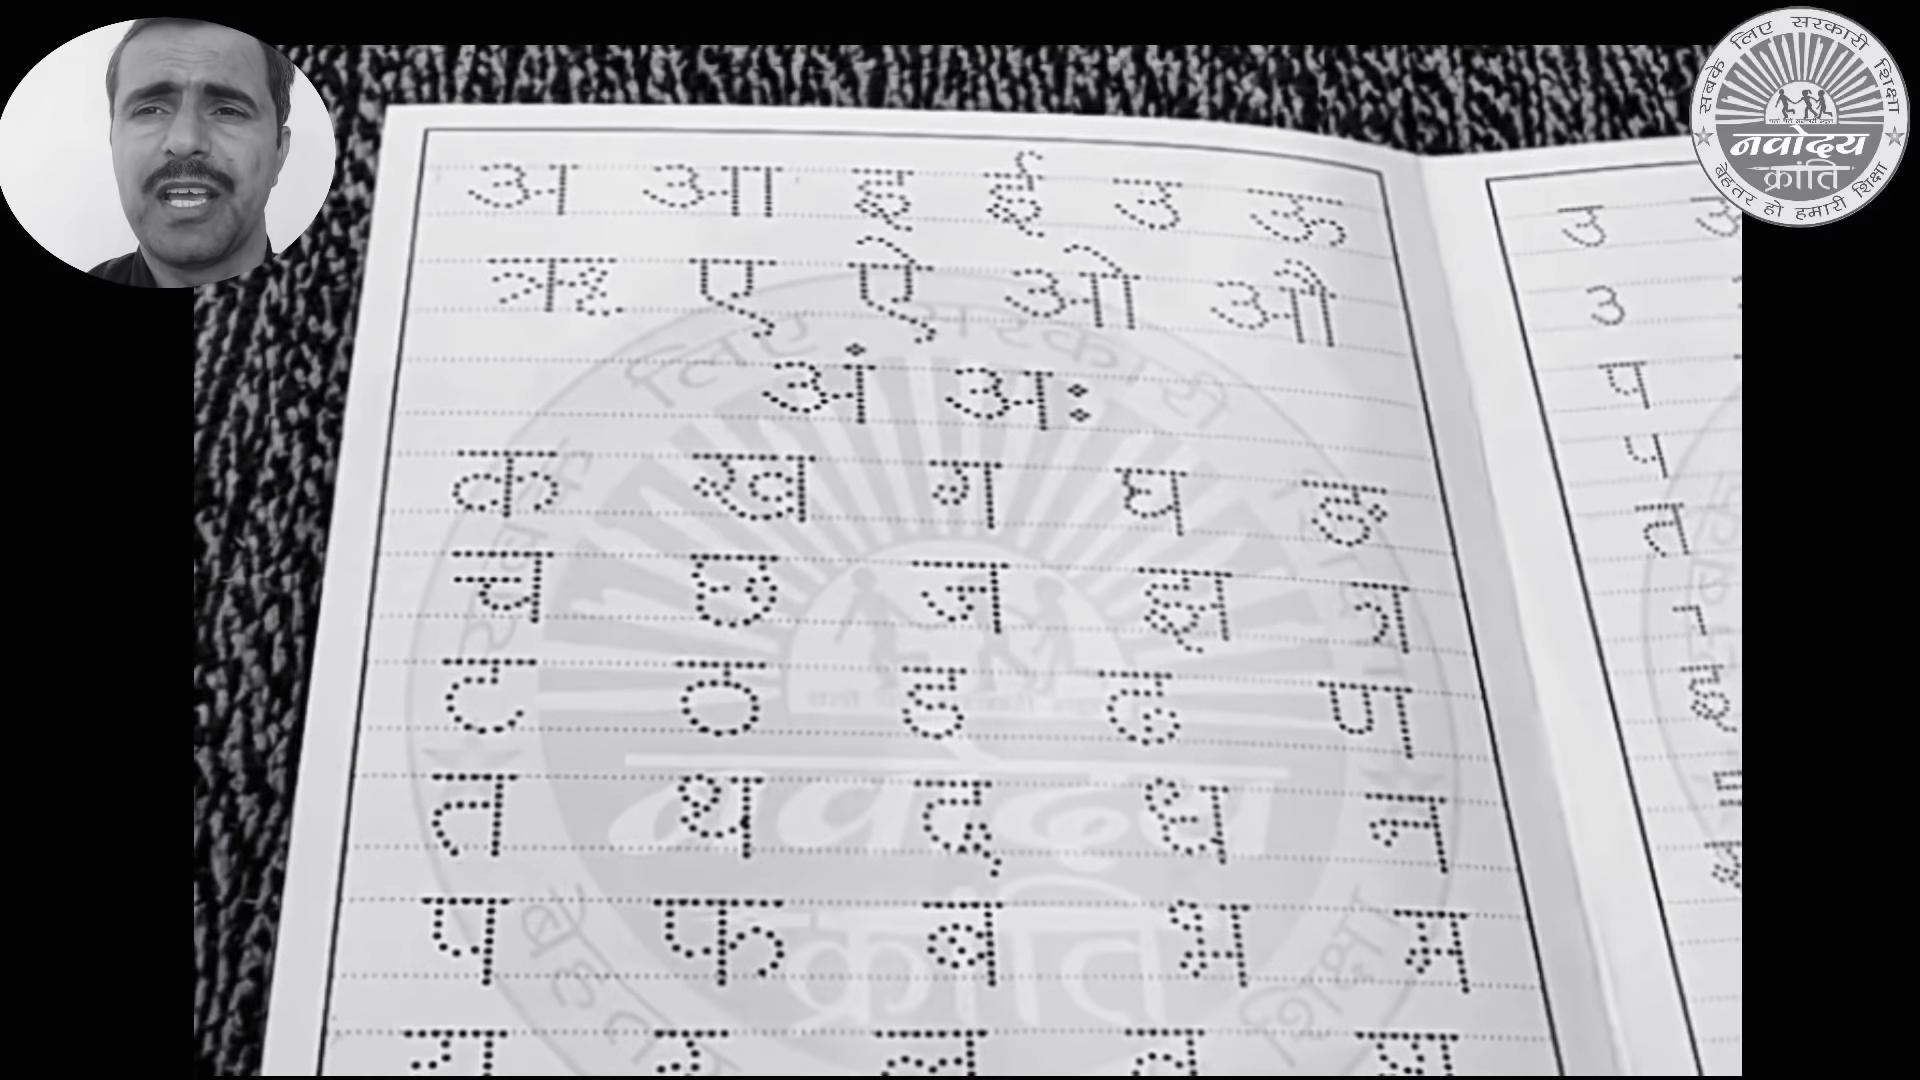 सबके लिए सरकारी शिक्षा
नवोदय
क्रांति
बेहतर हो हमारी शिक्षा
अ आ इ ई उ ऊ
ऋ ए ऐ ओ औ
अं अः
क ख ग घ ङ
च छ ज झ ञ
ट ठ ड ढ ण
त थ द ध न
प फ ब भ म
उ
उ
प
प
त